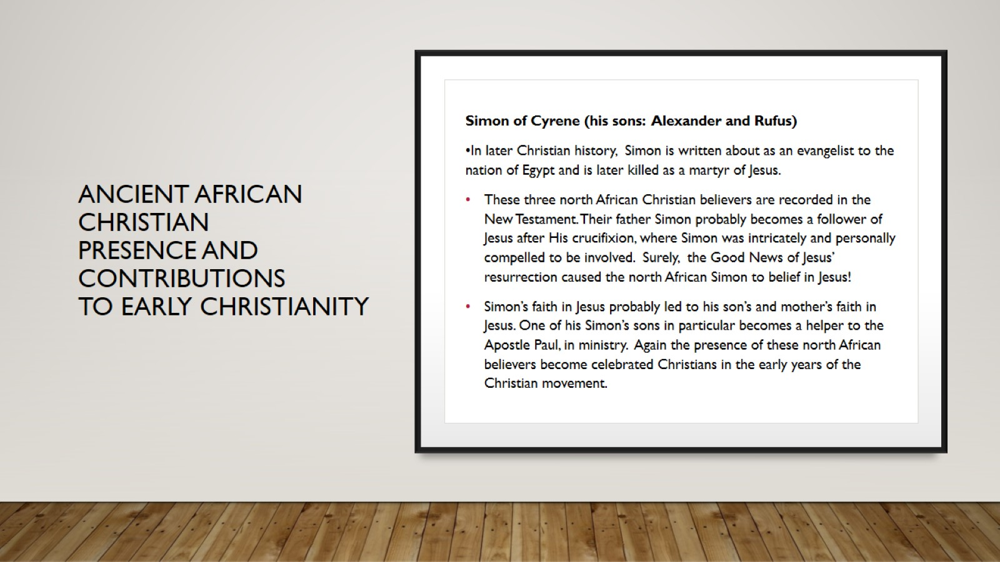 ANCIENT AFRICAN
CHRISTIAN
PRESENCE AND
CONTRIBUTIONS
TO EARLY CHRISTIANITY
Simon of Cyrene (his sons: Alexander and Rufus)
•In later Christian history, Simon is written about as an evangelist to the
nation of Egypt and is later killed as a martyr of Jesus.
• These three north African Christian believers are recorded in the
New Testament. Their father Simon probably becomes a follower of
Jesus after His crucifixion, where Simon was intricately and personally
compelled to be involved. Surely, the Good News of Jesus’
resurrection caused the north African Simon to belief in Jesus!
• Simon’s faith in Jesus probably led to his son’s and mother’s faith in
Jesus. One of his Simon’s sons in particular becomes a helper to the
Apostle Paul, in ministry. Again the presence of these north African
believers become celebrated Christians in the early years of the
Christian movement.